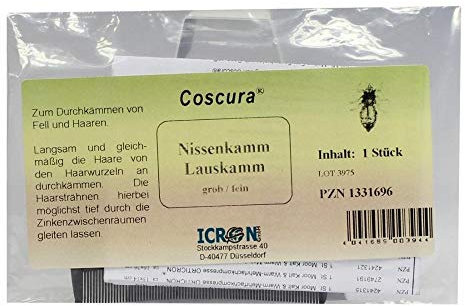 Coscura®
Zum Durchkämmen von
Fell und Haaren.
Langsam und gleich-
mäßig die Haare von
den Haarwurzeln an
durchkämmen. Die
Haarsträhnen hierbei
möglichst tief durch die
Zinkenzwischenräumen
gleiten lassen.
Nissenkamm
Lauskamm
grob / fein
Inhalt: 1 Stück
LOT 3975
PZN 1331696
ICRON GMBH
Stockkampstrasse 40
D-40477 Düsseldorf
4 041685 003944